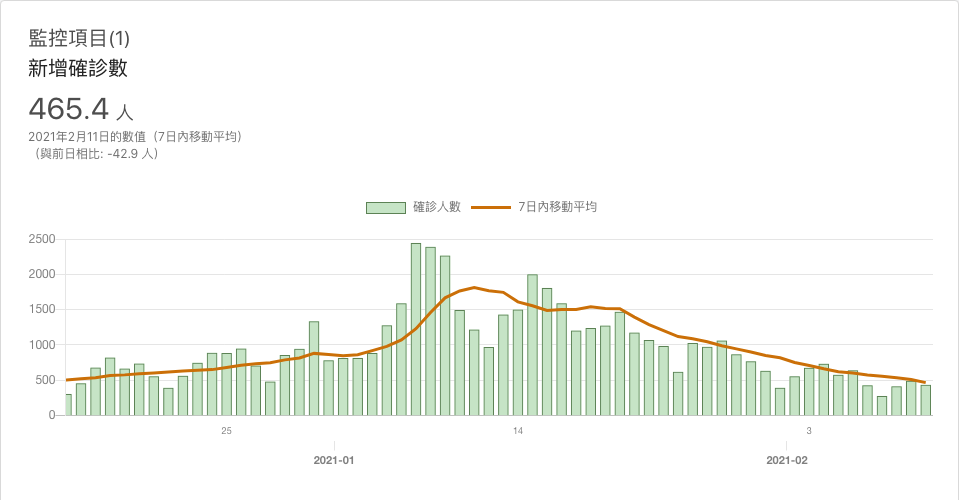 監控項目(1)
新增確診數
465.4 人
2021年2月11日的數值（7日內移動平均）
（與前日相比: -42.9 人）
確診人數 7日內移動平均
2500
2000
1500
1000
500
0
25 14 3
2021-01 2021-02